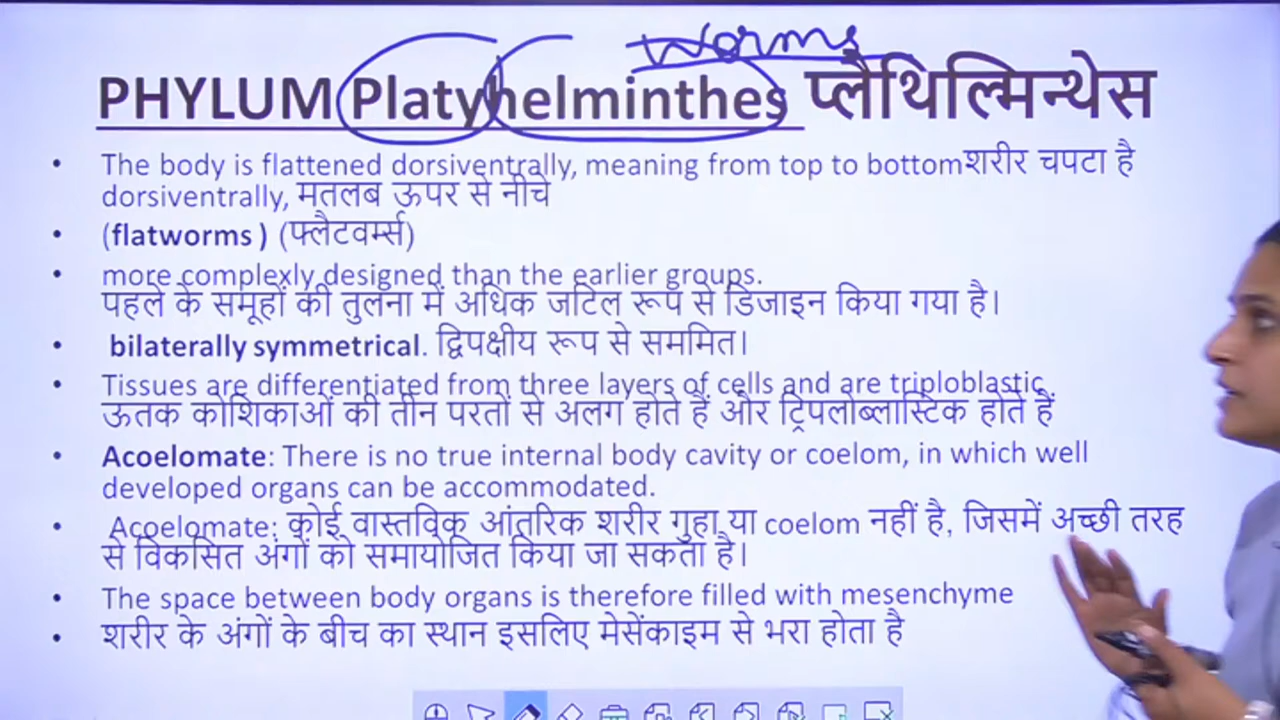 worms
PHYLUM Platyhelminthes प्लैथिल्मिन्थेस
• The body is flattened dorsiventrally, meaning from top to bottomशरीर चपटा है
dorsiventrally, मतलब ऊपर से नीचे
• (flatworms ) (फ्लैटवर्म्स)
• more complexly designed than the earlier groups.
पहले के समूहों की तुलना में अधिक जटिल रूप से डिजाइन किया गया है।
• bilaterally symmetrical. द्विपक्षीय रूप से सममित।
• Tissues are differentiated from three layers of cells and are triploblastic
ऊतक कोशिकाओं की तीन परतों से अलग होते हैं और ट्रिपलोब्लास्टिक होते हैं
• Acoelomate: There is no true internal body cavity or coelom, in which well
developed organs can be accommodated.
• Acoelomate: कोई वास्तविक आंतरिक शरीर गुहा या coelom नहीं है, जिसमें अच्छी तरह
से विकसित अंगों को समायोजित किया जा सकता है।
• The space between body organs is therefore filled with mesenchyme
• शरीर के अंगों के बीच का स्थान इसलिए मेसेंकाइम से भरा होता है